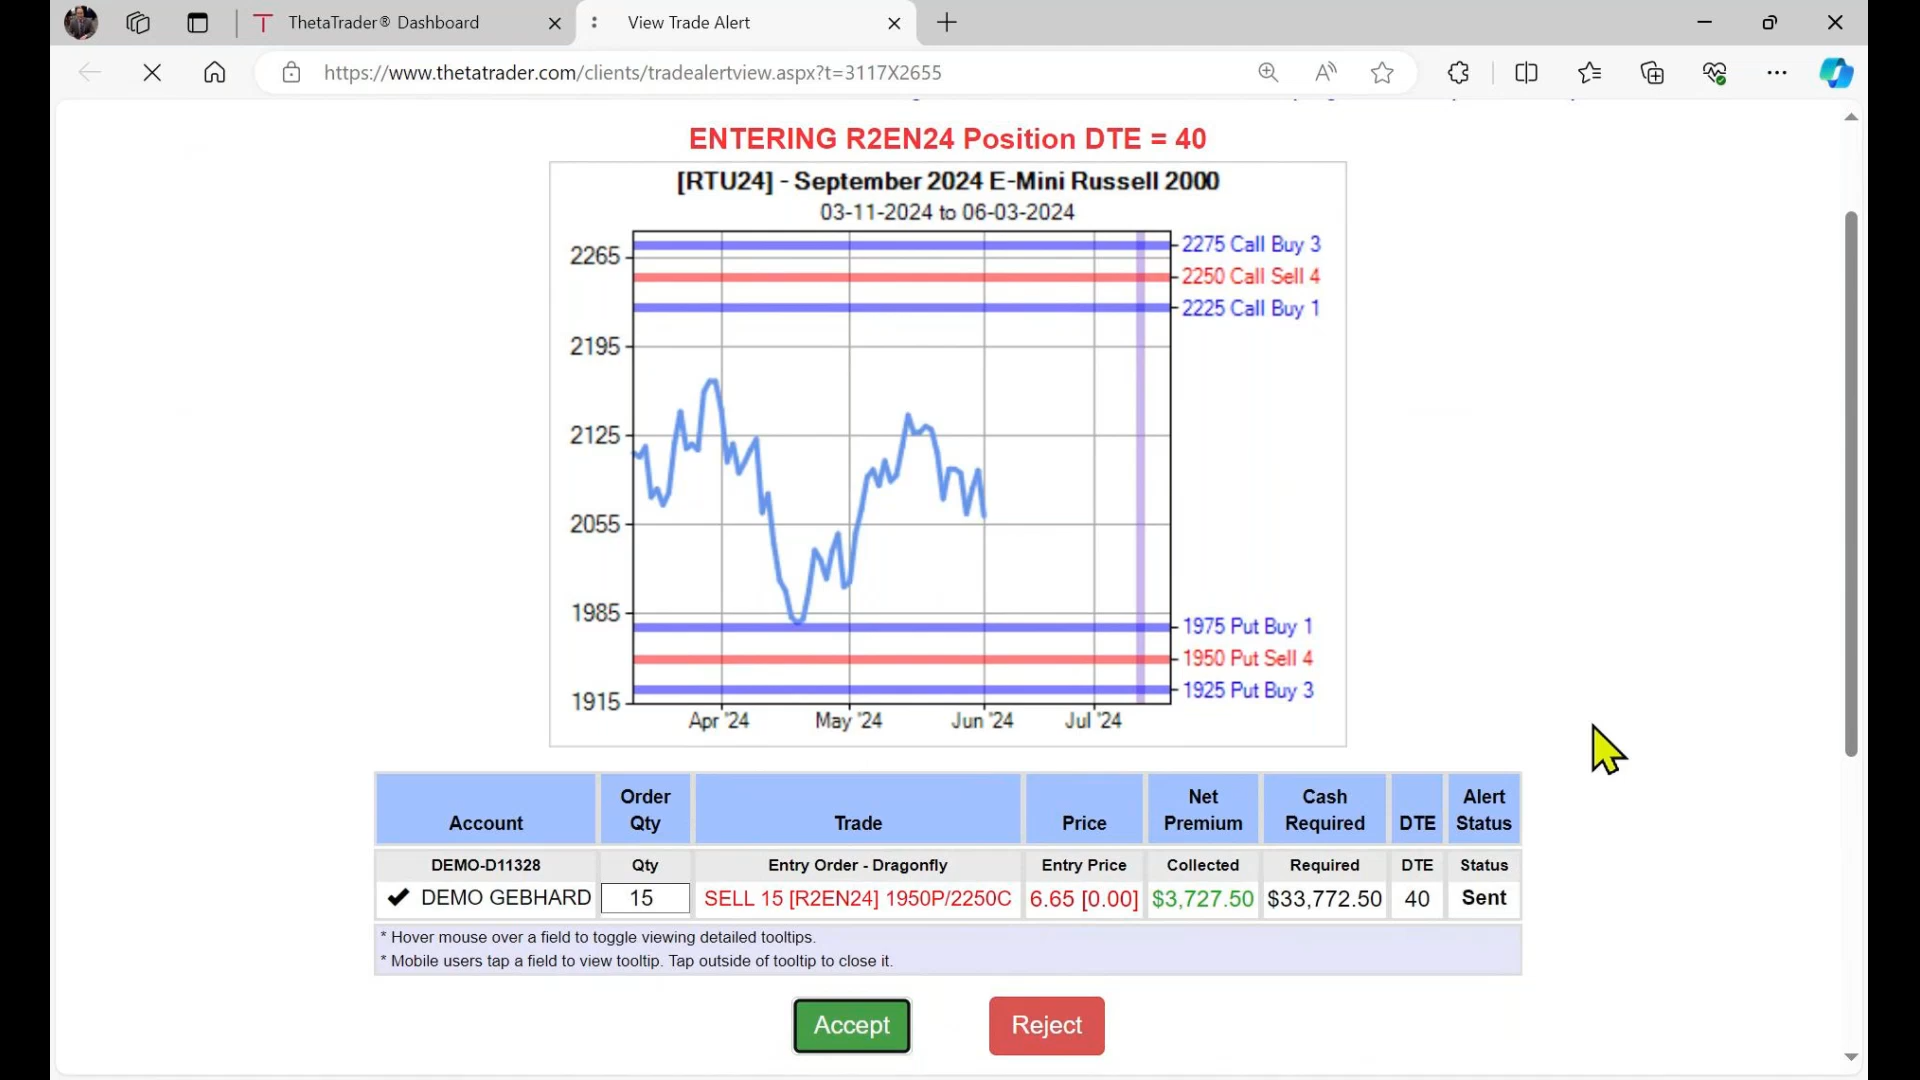 ThetaTrader® Dashboard
View Trade Alert
https://www.thetatrader.com/clients/tradealertview.aspx?t=3117X2655
ENTERING R2EN24 Position DTE = 40
[RTU24] - September 2024 E-Mini Russell 2000
03-11-2024 to 06-03-2024
2275 Call Buy 3
2265
2250 Call Sell 4
2225 Call Buy 1
2195
2125
2055
1985
1975 Put Buy 1
1950 Put Sell 4
1925 Put Buy 3
1915
Apr '24 May '24 Jun '24 Jul '24
Account Order Qty Trade Price Net Premium Cash Required DTE Alert Status
DEMO-D11328 Qty Entry Order - Dragonfly Entry Price Collected Required DTE Status
DEMO GEBHARD 15 SELL 15 [R2EN24] 1950P/2250C 6.65 [0.00] $3,727.50 $33,772.50 40 Sent
* Hover mouse over a field to toggle viewing detailed tooltips.
* Mobile users tap a field to view tooltip. Tap outside of tooltip to close it.
Accept Reject